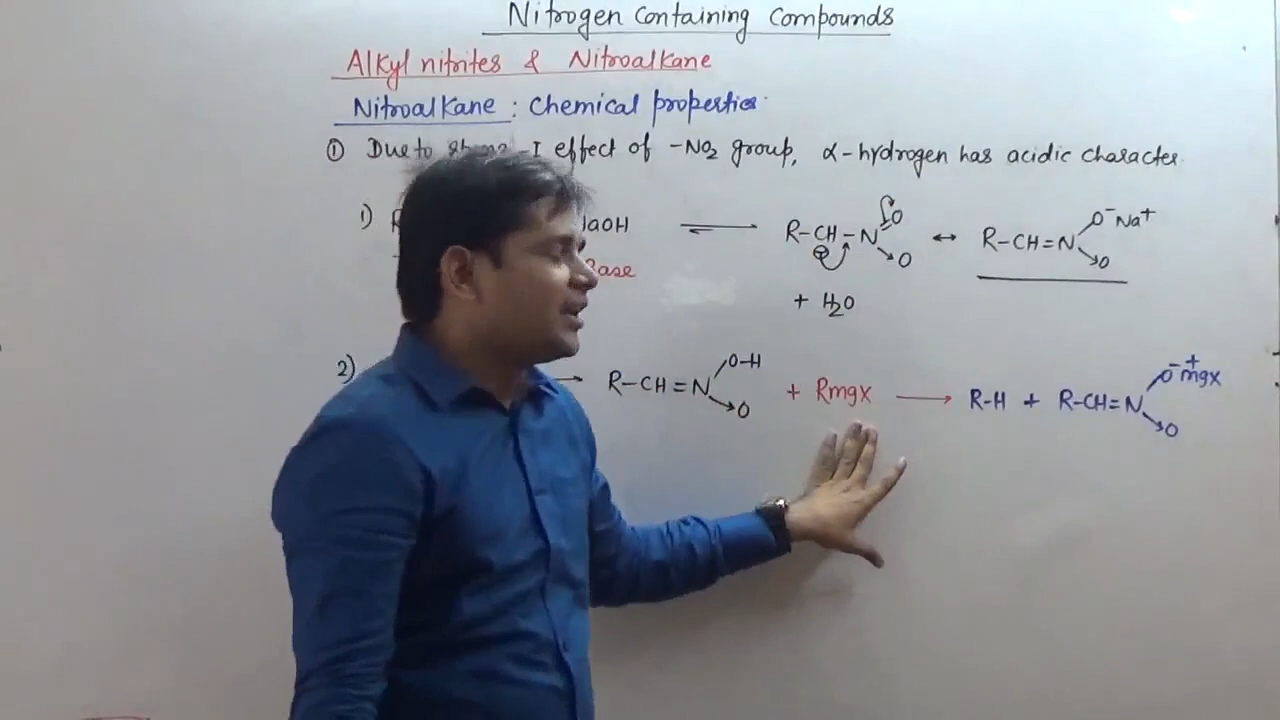 Nitrogen Containing Compounds
Alkyl nitrites & Nitroalkane
Nitroalkane : Chemical properties
① Due to -I effect of -NO2 group, α-hydrogen has acidic character
1) NaOH ⇌ R-CH-N O ↔ R-CH=N O⁻Na⁺
⊖ →O →O
Base
+ H2O
2) → R-CH=N O-H →O + Rmgx → R-H + R-CH=N O⁻ ⁺mgx →O